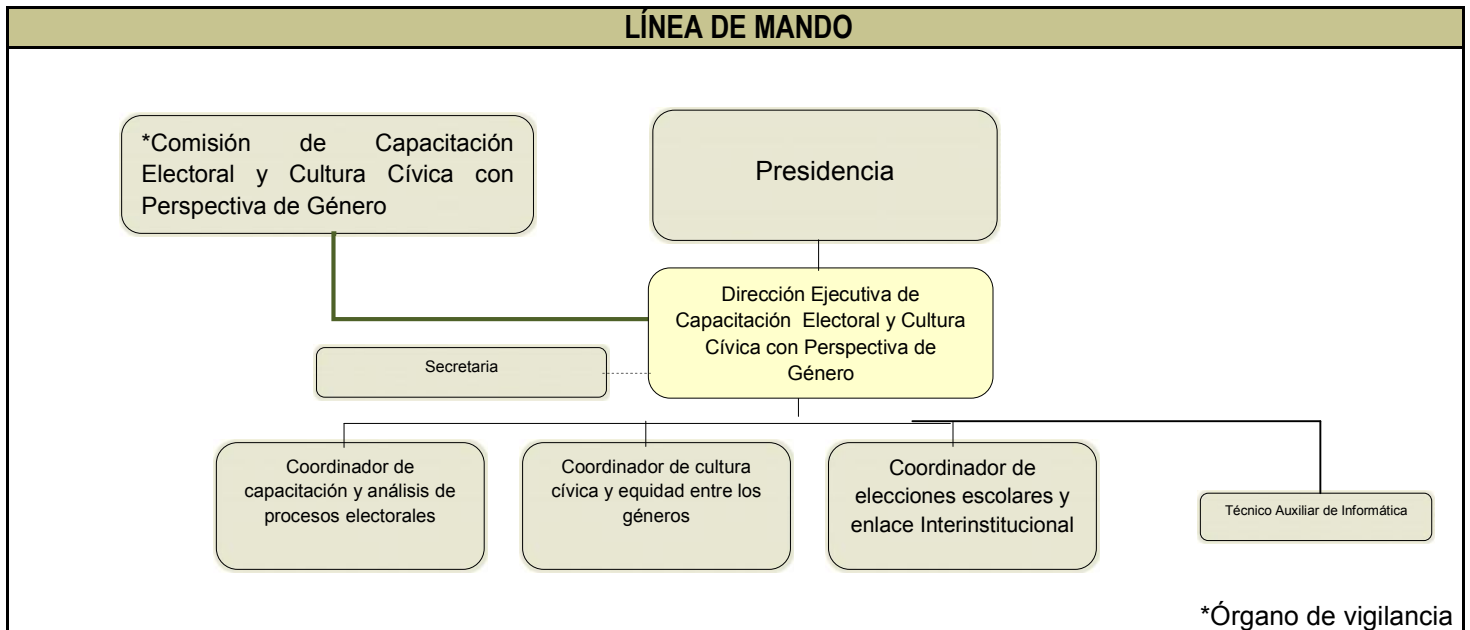 LÍNEA DE MANDO
*Comisión de Capacitación
Electoral y Cultura Cívica con
Perspectiva de Género
Presidencia
Dirección Ejecutiva de
Capacitación Electoral y Cultura
Cívica con Perspectiva de
Género
Secretaria
Coordinador de
capacitación y análisis de
procesos electorales
Coordinador de cultura
cívica y equidad entre los
géneros
Coordinador de
elecciones escolares y
enlace Interinstitucional
Técnico Auxiliar de Informática
*Órgano de vigilancia